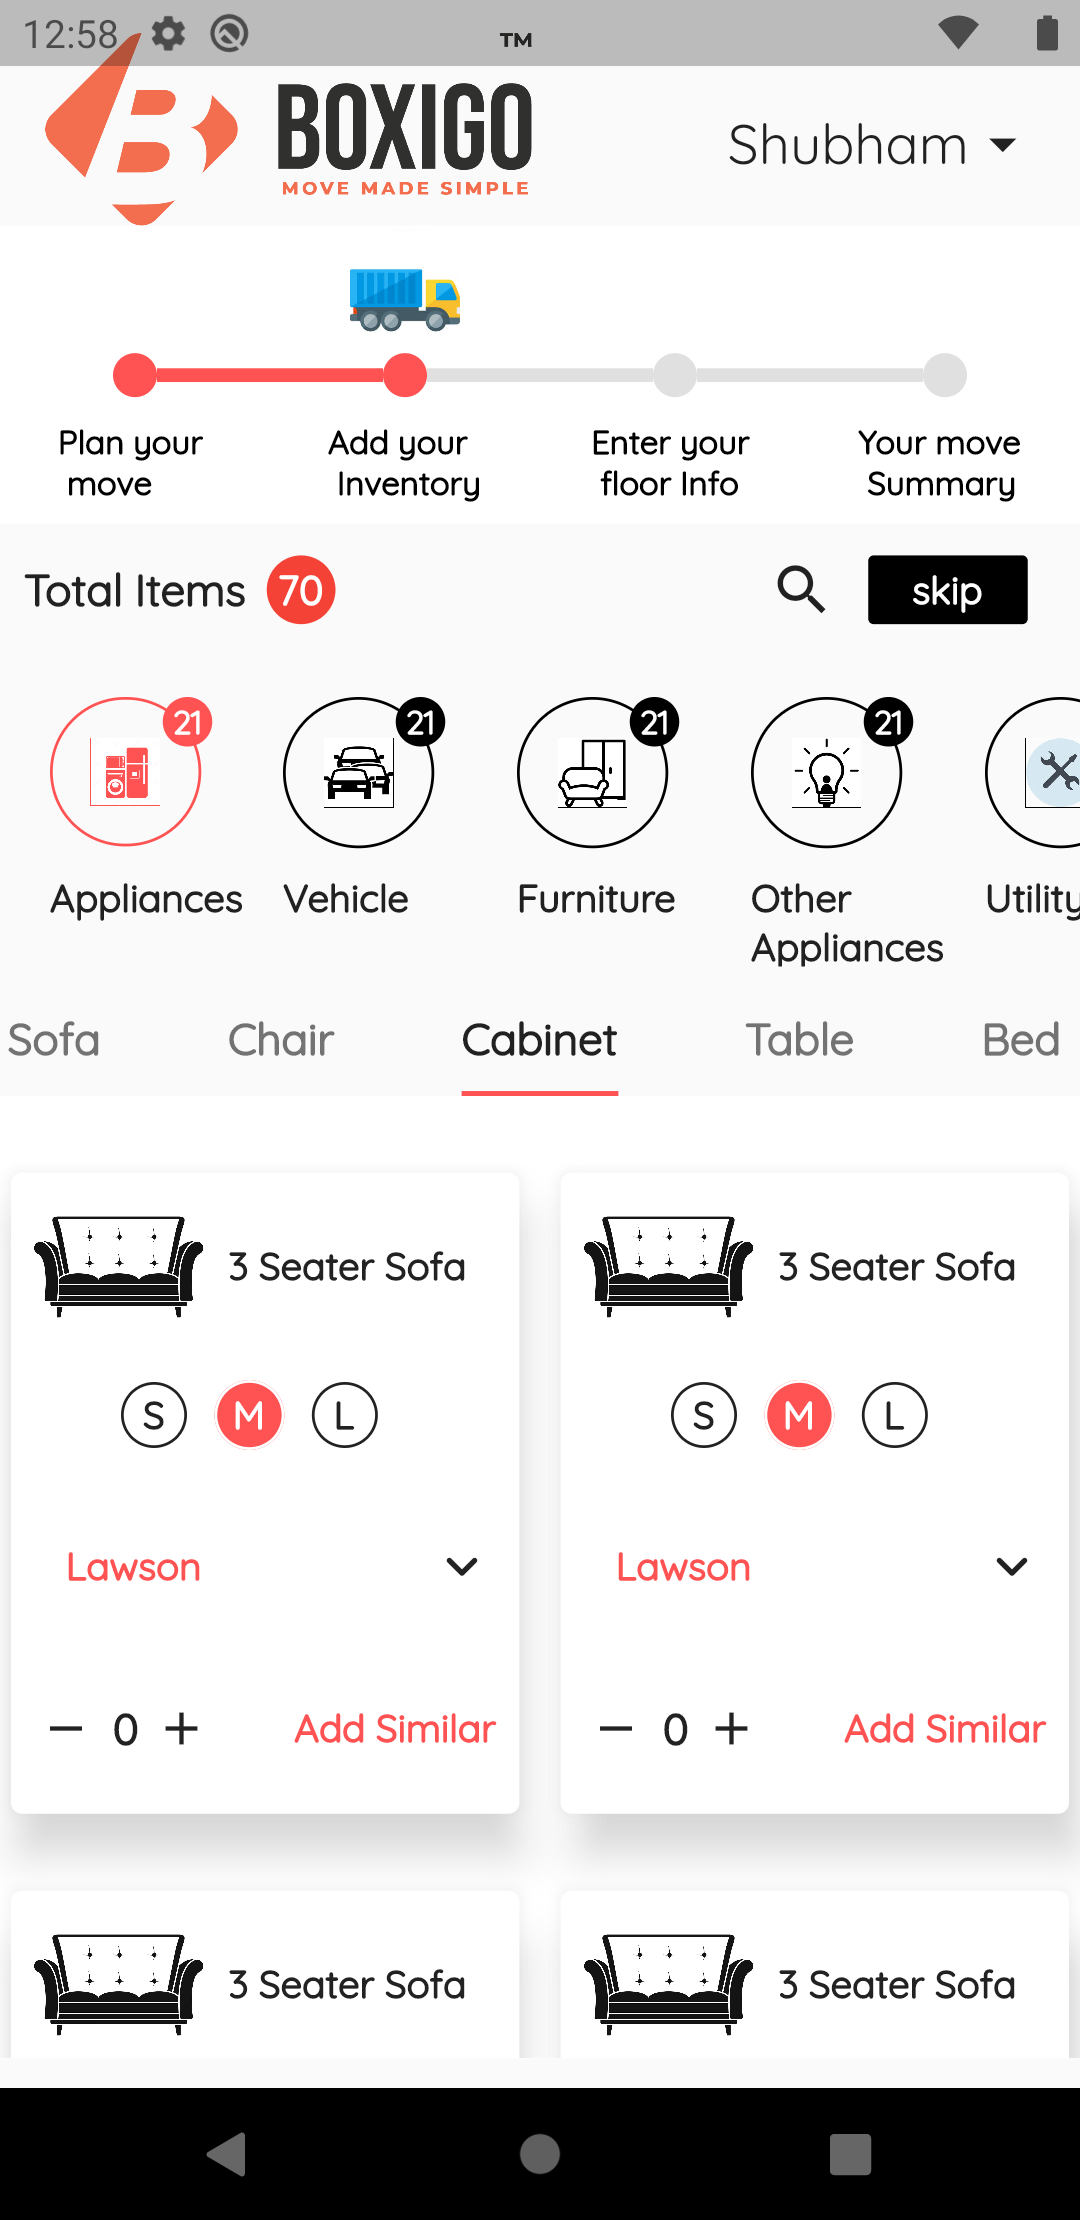 12:58
TM
BOXIGO
MOVE MADE SIMPLE
Shubham
Plan your
move
Add your
Inventory
Enter your
floor Info
Your move
Summary
Total Items 70
skip
21
21
21
21
Appliances
Vehicle
Furniture
Other
Appliances
Utility
Sofa
Chair
Cabinet
Table
Bed
3 Seater Sofa
S M L
Lawson
0
Add Similar
3 Seater Sofa
S M L
Lawson
0
Add Similar
3 Seater Sofa
3 Seater Sofa